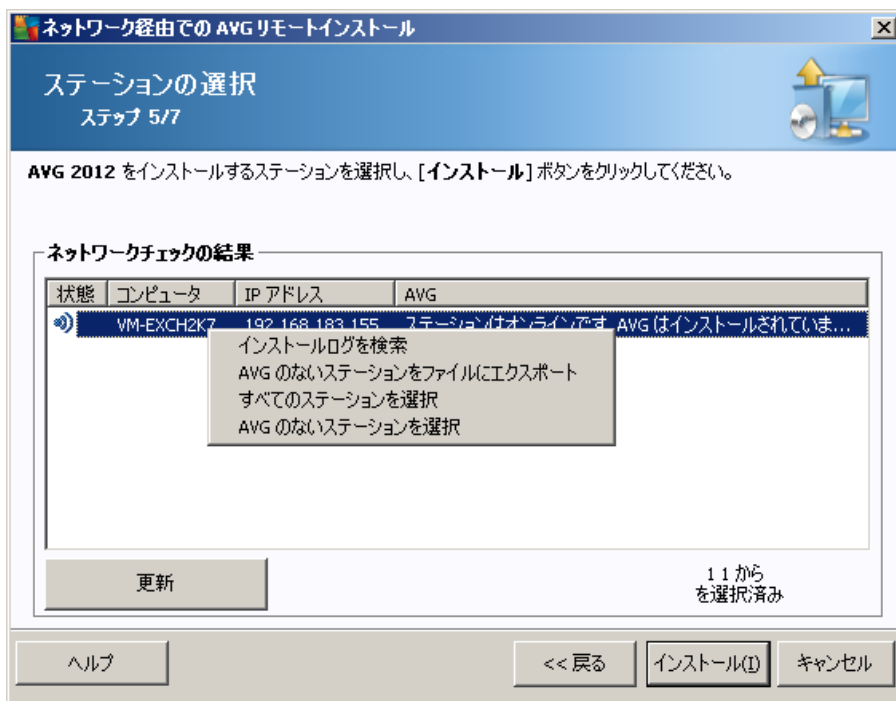 ネットワーク経由での AVG リモートインストール
ステーションの選択
ステップ 5/7
AVG 2012 をインストールするステーションを選択し、[インストール] ボタンをクリックしてください。
ネットワークチェックの結果
状態 コンピュータ IP アドレス AVG
VM-EXCH2K7 192.168.183.155 ステーションはオンラインです。AVG はインストールされていま...
インストールログを検索
AVG のないステーションをファイルにエクスポート
すべてのステーションを選択
AVG のないステーションを選択
更新
1 1 から
を選択済み
ヘルプ
<< 戻る
インストール(I)
キャンセル